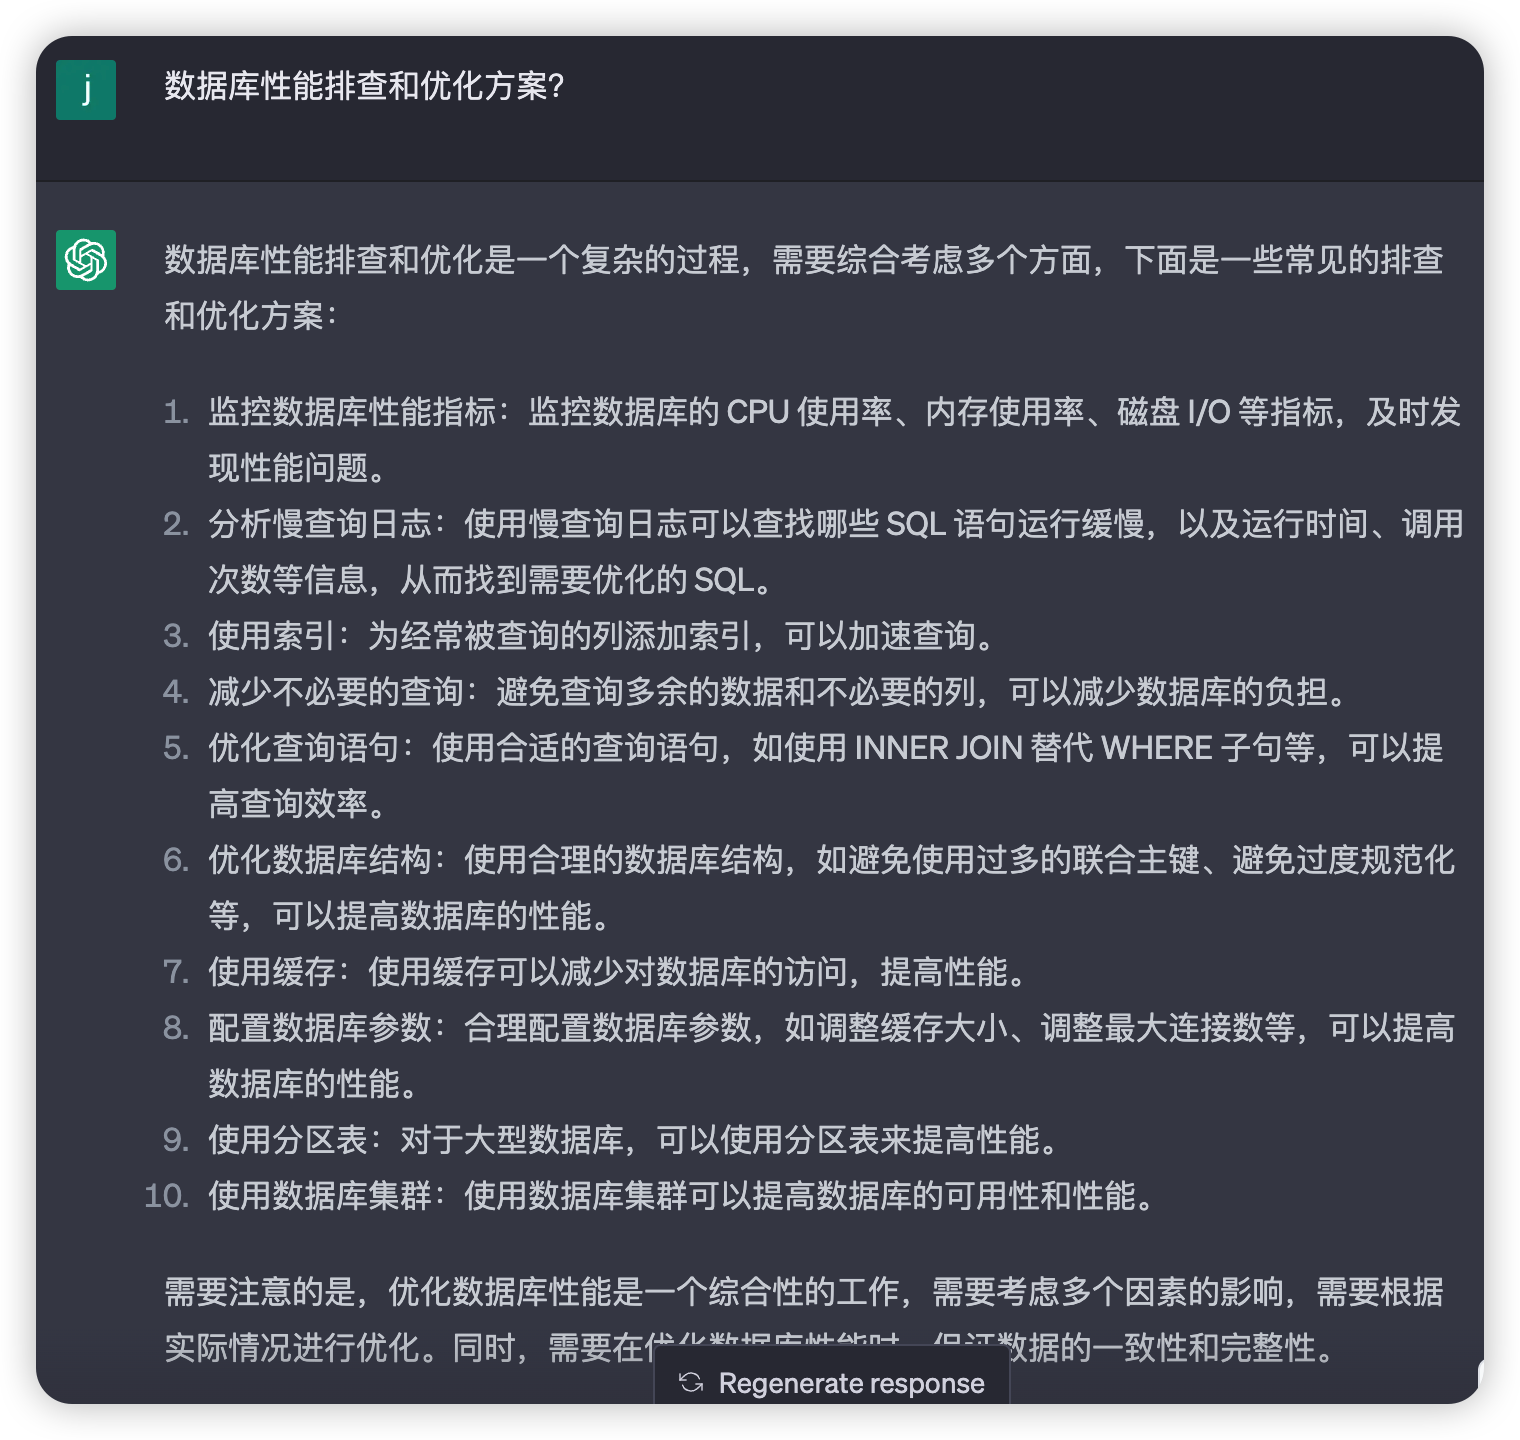 j
数据库性能排查和优化方案?
数据库性能排查和优化是一个复杂的过程，需要综合考虑多个方面，下面是一些常见的排查
和优化方案：
1. 监控数据库性能指标：监控数据库的 CPU 使用率、内存使用率、磁盘 I/O 等指标，及时发
现性能问题。
2. 分析慢查询日志：使用慢查询日志可以查找哪些 SQL 语句运行缓慢，以及运行时间、调用
次数等信息，从而找到需要优化的 SQL。
3. 使用索引：为经常被查询的列添加索引，可以加速查询。
4. 减少不必要的查询：避免查询多余的数据和不必要的列，可以减少数据库的负担。
5. 优化查询语句：使用合适的查询语句，如使用 INNER JOIN 替代 WHERE 子句等，可以提
高查询效率。
6. 优化数据库结构：使用合理的数据库结构，如避免使用过多的联合主键、避免过度规范化
等，可以提高数据库的性能。
7. 使用缓存：使用缓存可以减少对数据库的访问，提高性能。
8. 配置数据库参数：合理配置数据库参数，如调整缓存大小、调整最大连接数等，可以提高
数据库的性能。
9. 使用分区表：对于大型数据库，可以使用分区表来提高性能。
10. 使用数据库集群：使用数据库集群可以提高数据库的可用性和性能。
需要注意的是，优化数据库性能是一个综合性的工作，需要考虑多个因素的影响，需要根据
实际情况进行优化。同时，需要在优化数据库性能时，保证数据的一致性和完整性。
Regenerate response